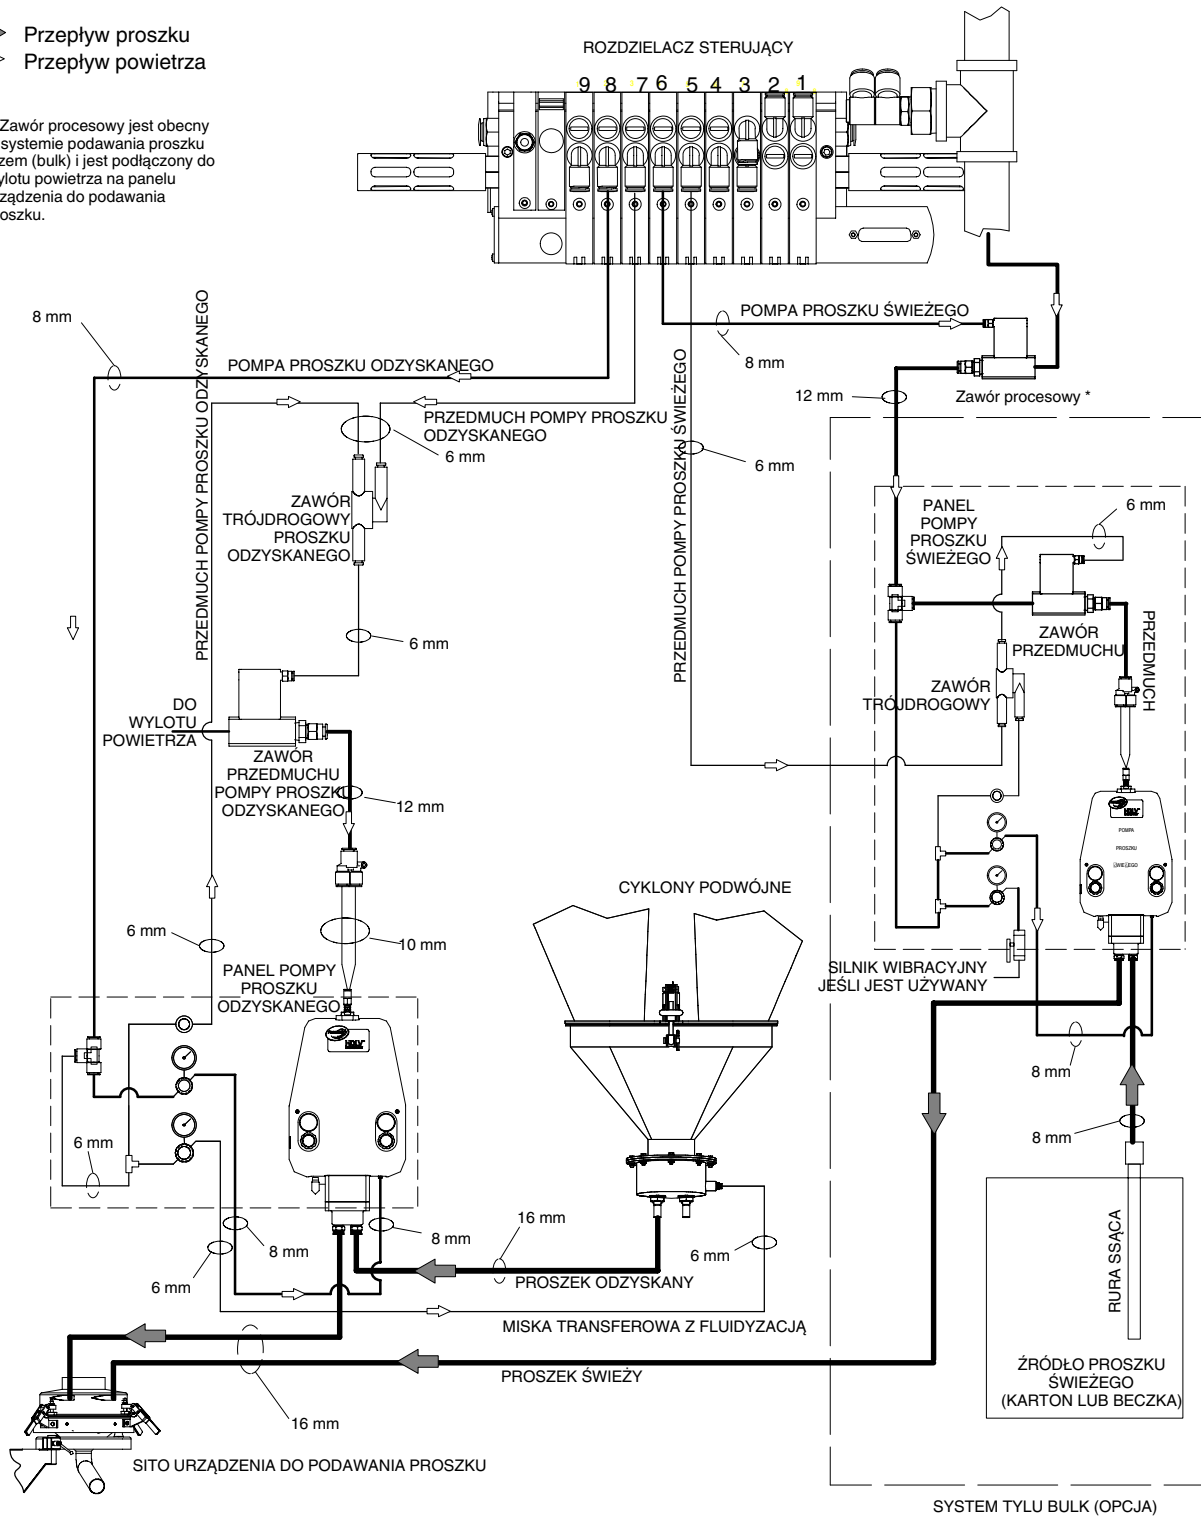 Przepływ proszku
Przepływ powietrza
Zawór procesowy jest obecny
systemie podawania proszku
zem (bulk) i jest podłączony do
ylotu powietrza na panelu
ządzenia do podawania
oszku.
ROZDZIELACZ STERUJĄCY
9 8 7 6 5 4 3 2 1
8 mm
POMPA PROSZKU ŚWIEŻEGO
8 mm
POMPA PROSZKU ODZYSKANEGO
12 mm
Zawór procesowy *
PRZEDMUCH POMPY PROSZKU ODZYSKANEGO
PRZEDMUCH POMPY PROSZKU
ODZYSKANEGO
6 mm
PRZEDMUCH POMPY PROSZKU ŚWIEŻEGO
6 mm
ZAWÓR
TRÓJDROGOWY
PROSZKU
ODZYSKANEGO
PANEL
POMPY
PROSZKU
ŚWIEŻEGO
6 mm
6 mm
ZAWÓR
PRZEDMUCHU
PRZEDMUCH
ZAWÓR
TRÓJDROGOWY
DO
WYLOTU
POWIETRZA
ZAWÓR
PRZEDMUCHU
POMPY PROSZKU
ODZYSKANEGO
12 mm
POMPA
PROSZKU
CYKLONY PODWÓJNE
6 mm
10 mm
PANEL POMPY
PROSZKU
ODZYSKANEGO
SILNIK WIBRACYJNY
JEŚLI JEST UŻYWANY
8 mm
6 mm
8 mm
16 mm
8 mm
8 mm
6 mm
6 mm
PROSZEK ODZYSKANY
RURA SSĄCA
MISKA TRANSFEROWA Z FLUIDYZACJĄ
PROSZEK ŚWIEŻY
ŹRÓDŁO PROSZKU
ŚWIEŻEGO
(KARTON LUB BECZKA)
16 mm
SITO URZĄDZENIA DO PODAWANIA PROSZKU
SYSTEM TYLU BULK (OPCJA)